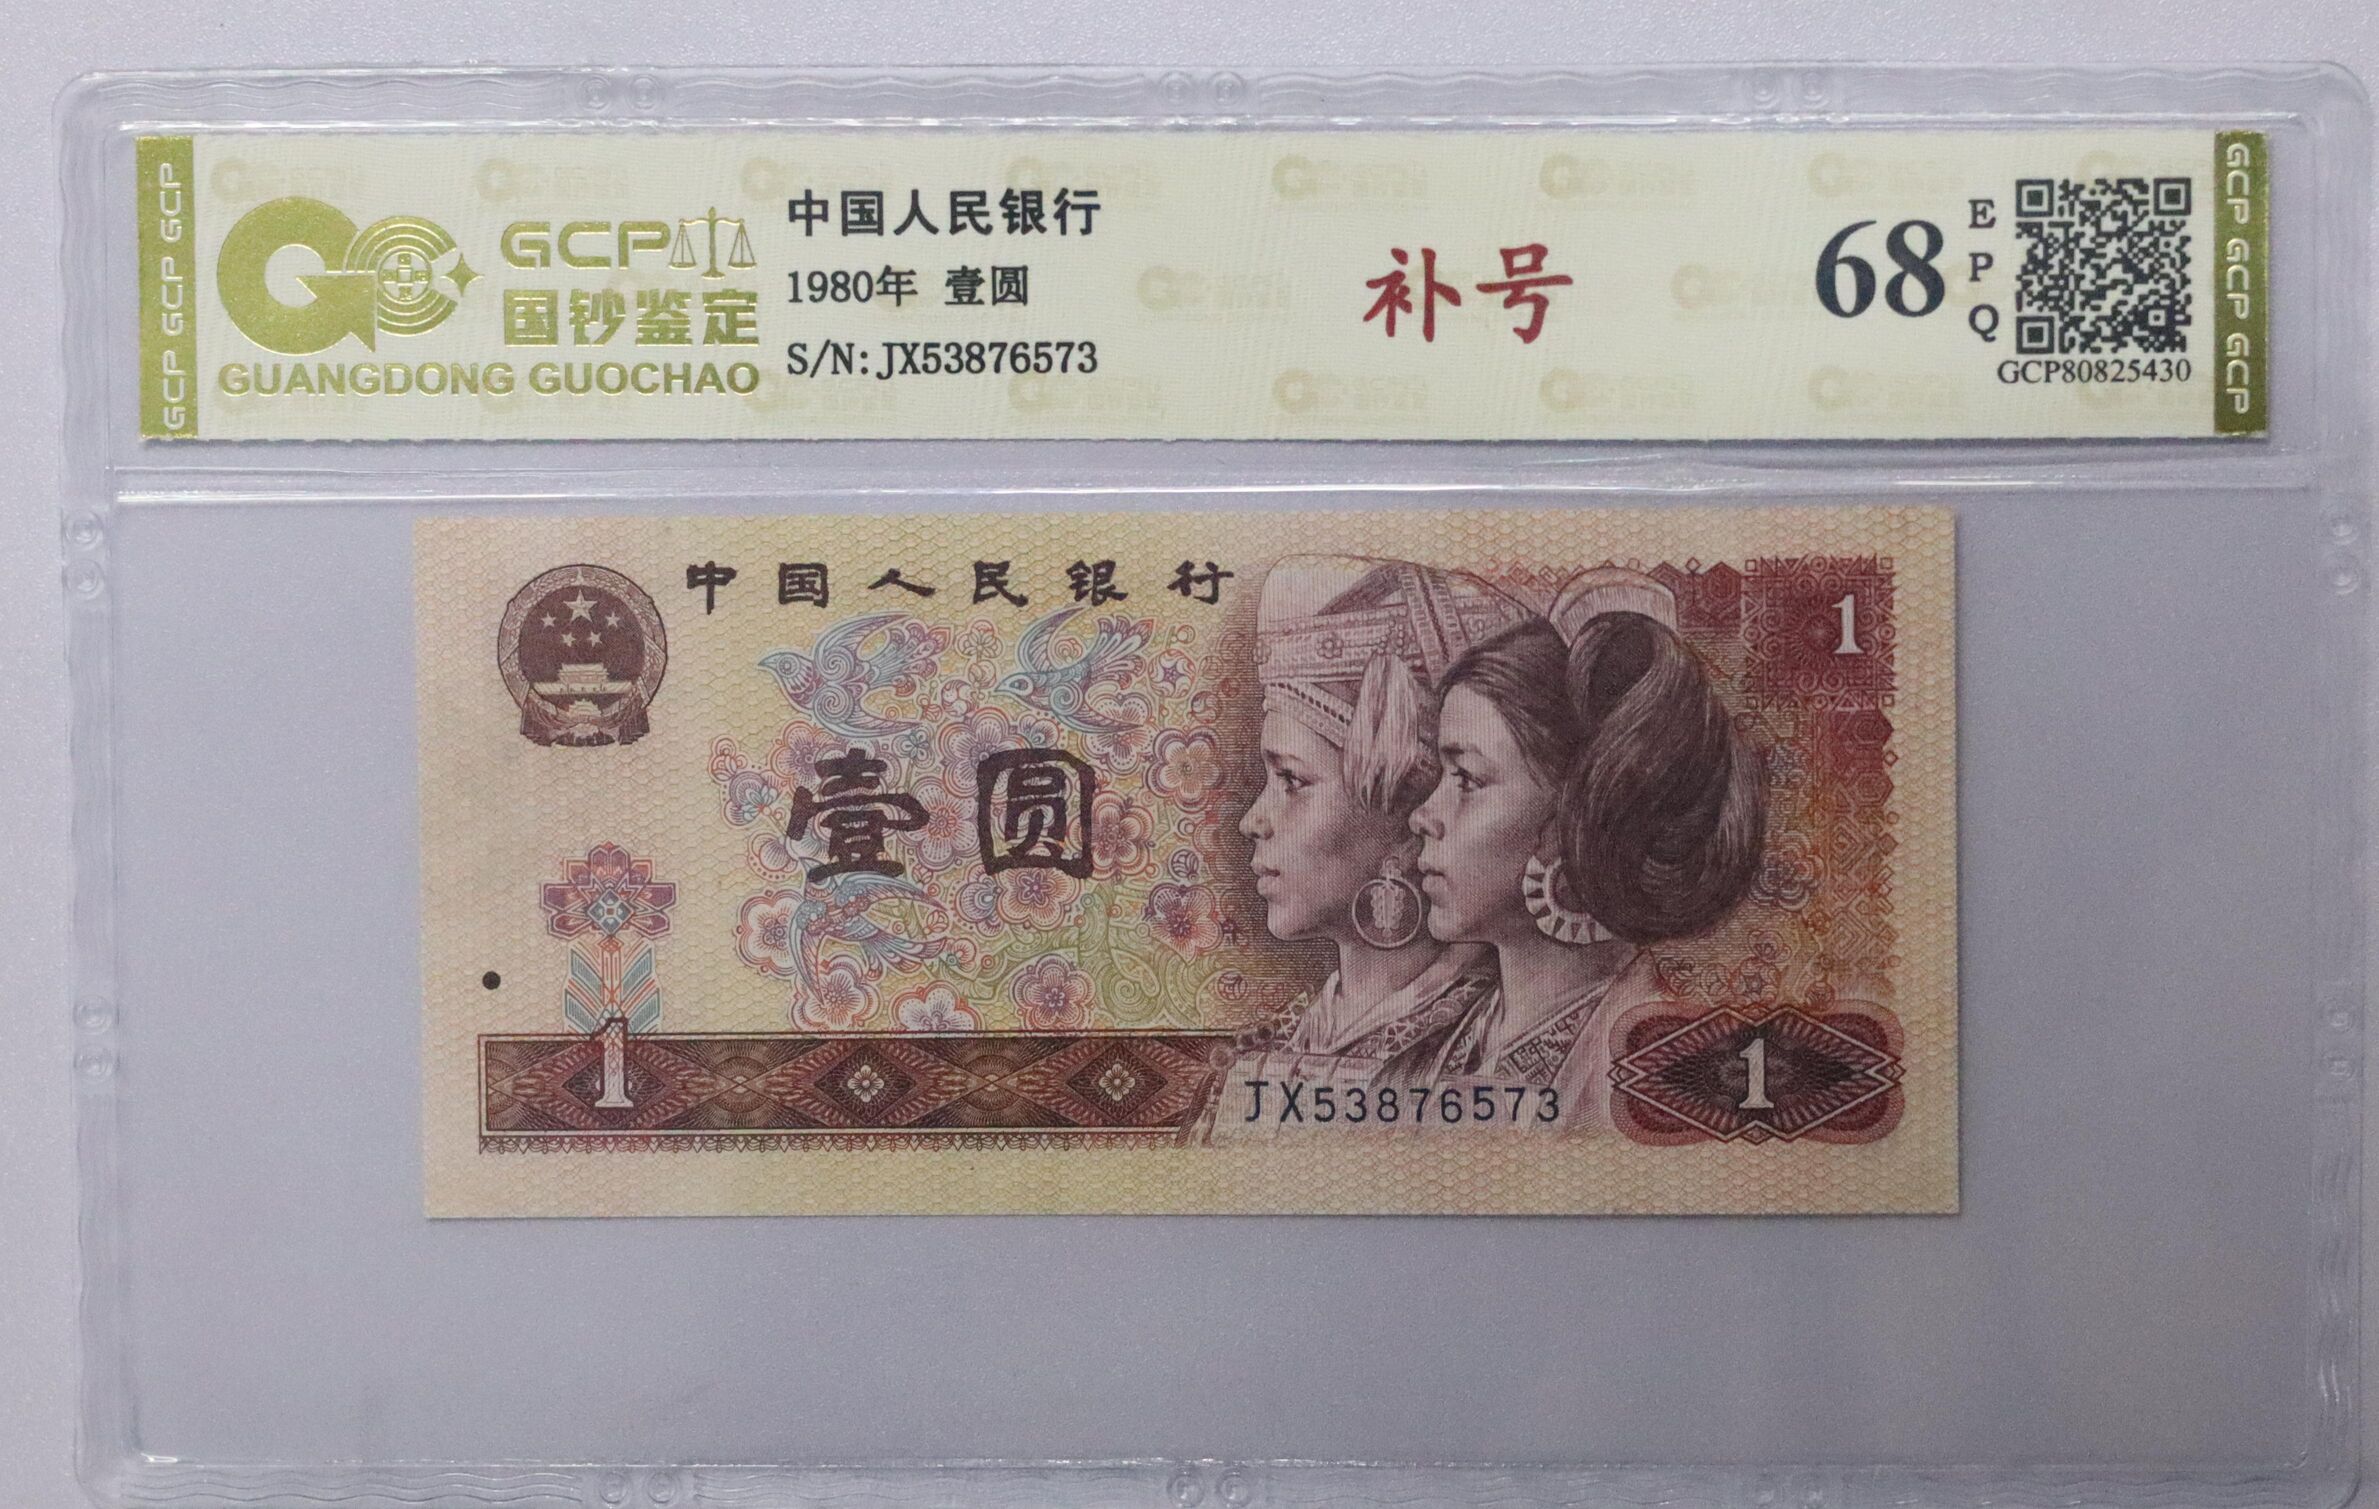 GCP GCP GCP
GCP
国钞鉴定
GUANGDONG GUOCHAO
中国人民银行
1980年 壹圆
S/N: JX53876573
补号
68
EPQ
GCP80825430
GCP GCP GCP
中国人民银行
1
壹圆
1
JX53876573
1